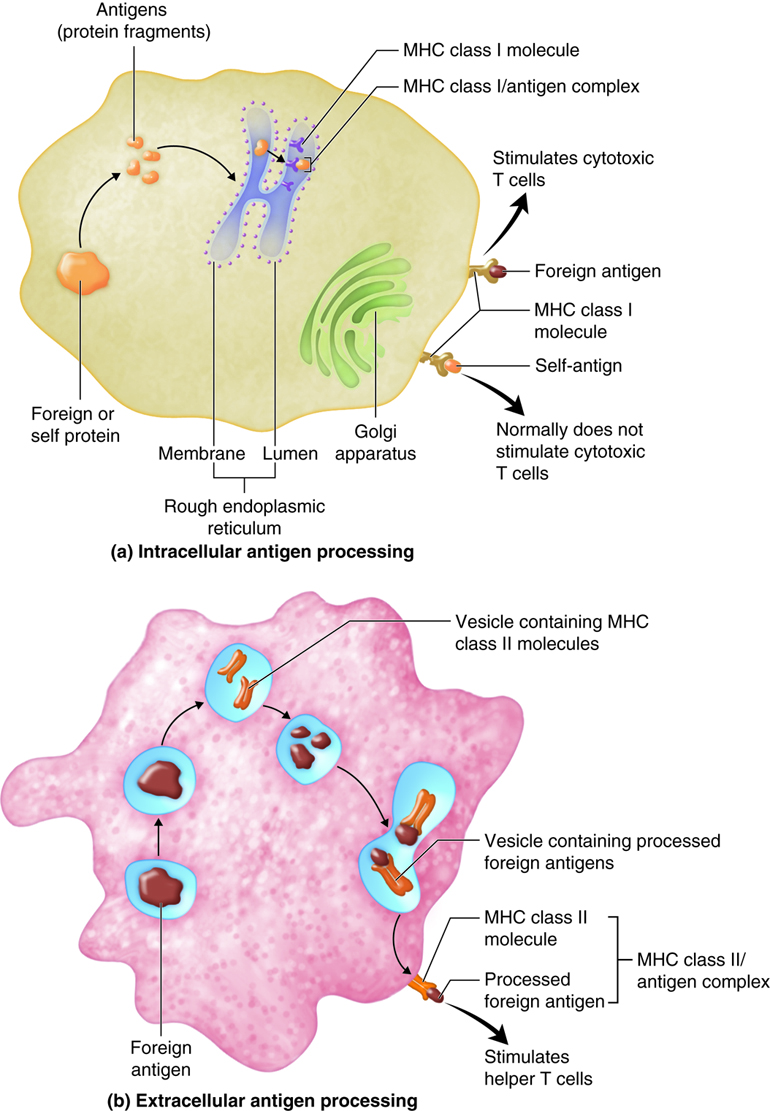 Antigens
(protein fragments)
MHC class I molecule
MHC class I/antigen complex
Stimulates cytotoxic
T cells
Foreign antigen
MHC class I
molecule
Self-antign
Normally does not
stimulate cytotoxic
T cells
Foreign or
self protein
Membrane
Lumen
Golgi
apparatus
Rough endoplasmic
reticulum
(a) Intracellular antigen processing
Vesicle containing MHC
class II molecules
Vesicle containing processed
foreign antigens
MHC class II
molecule
Processed
foreign antigen
MHC class II/
antigen complex
Foreign
antigen
Stimulates
helper T cells
(b) Extracellular antigen processing